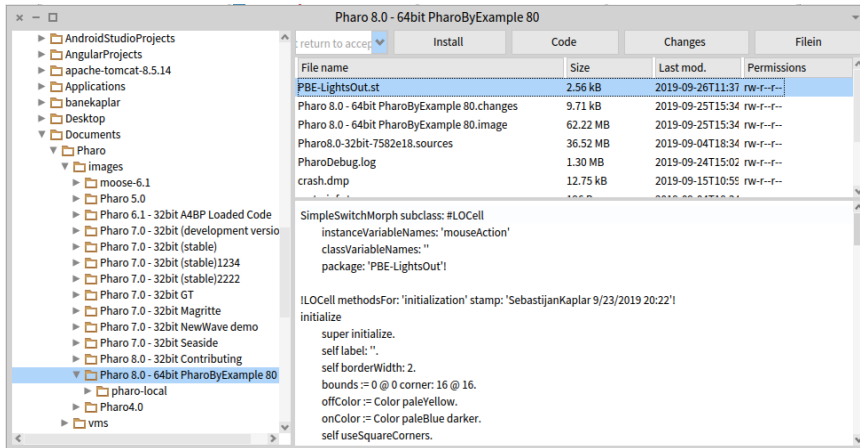 Pharo 8.0 - 64bit PharoByExample 80
AndroidStudioProjects
AngularProjects
apache-tomcat-8.5.14
Applications
banekaplar
Desktop
Documents
Pharo
images
moose-6.1
Pharo 5.0
Pharo 6.1 - 32bit A4BP Loaded Code
Pharo 7.0 - 32bit (development versio
Pharo 7.0 - 32bit (stable)
Pharo 7.0 - 32bit (stable)1234
Pharo 7.0 - 32bit (stable)2222
Pharo 7.0 - 32bit GT
Pharo 7.0 - 32bit Magritte
Pharo 7.0 - 32bit NewWave demo
Pharo 7.0 - 32bit Seaside
Pharo 8.0 - 32bit Contributing
Pharo 8.0 - 64bit PharoByExample 80
pharo-local
Pharo4.0
vms
return to accep Install Code Changes Filein
File name Size Last mod. Permissions
PBE-LightsOut.st 2.56 kB 2019-09-26T11:37 rw-r--r--
Pharo 8.0 - 64bit PharoByExample 80.changes 9.71 kB 2019-09-25T15:34 rw-r--r--
Pharo 8.0 - 64bit PharoByExample 80.image 62.22 MB 2019-09-25T15:34 rw-r--r--
Pharo8.0-32bit-7582e18.sources 36.52 MB 2019-09-04T18:34 rw-r--r--
PharoDebug.log 1.30 MB 2019-09-24T15:02 rw-r--r--
crash.dmp 12.75 kB 2019-09-15T10:59 rw-r--r--
SimpleSwitchMorph subclass: #LOCell
instanceVariableNames: 'mouseAction'
classVariableNames: ''
package: 'PBE-LightsOut'!
!LOCell methodsFor: 'initialization' stamp: 'SebastijanKaplar 9/23/2019 20:22'!
initialize
super initialize.
self label: ''.
self borderWidth: 2.
bounds := 0 @ 0 corner: 16 @ 16.
offColor := Color paleYellow.
onColor := Color paleBlue darker.
self useSquareCorners.